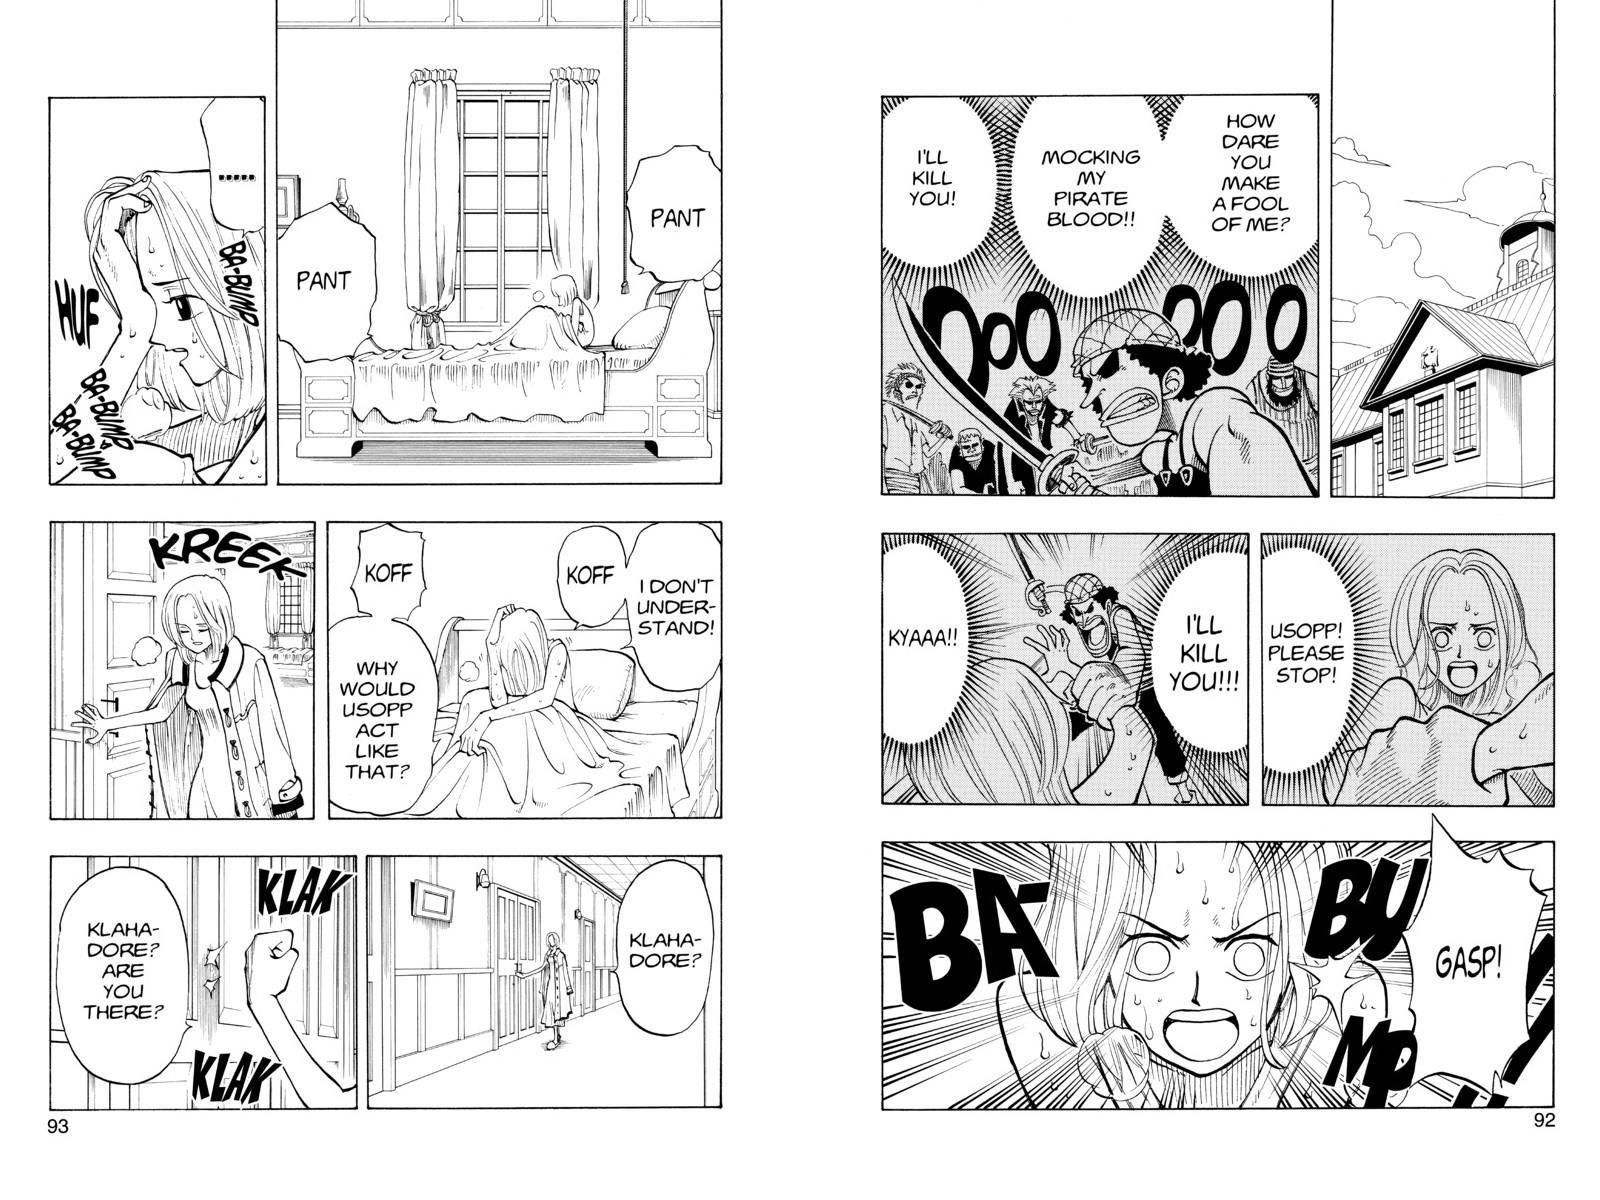 HOW
DARE
YOU
MAKE
A FOOL
OF ME?
MOCKING
MY
PIRATE
BLOOD!!
I'LL
KILL
YOU!
USOPP!
PLEASE
STOP!
I'LL
KILL
YOU!!!
KYAAA!!
GASP!
BA-
BU
MP
92
PANT
PANT
.....
BA-BUMP
HUF
BA-BUMP
BA-BUMP
I DON'T
UNDER-
STAND!
KOFF
KOFF
WHY
WOULD
USOPP
ACT
LIKE
THAT?
KREEK
KLAHA-
DORE?
KLAK
KLAHA-
DORE?
ARE
YOU
THERE?
KLAK
93